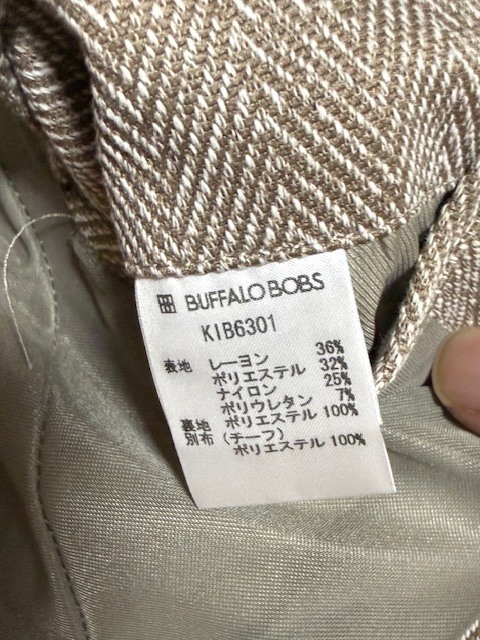 BUFFALO BOBS
KIB6301
表地 レーヨン 36%
ポリエステル 32%
ナイロン 25%
ポリウレタン 7%
裏地 ポリエステル 100%
別布 (チーフ)
ポリエステル 100%